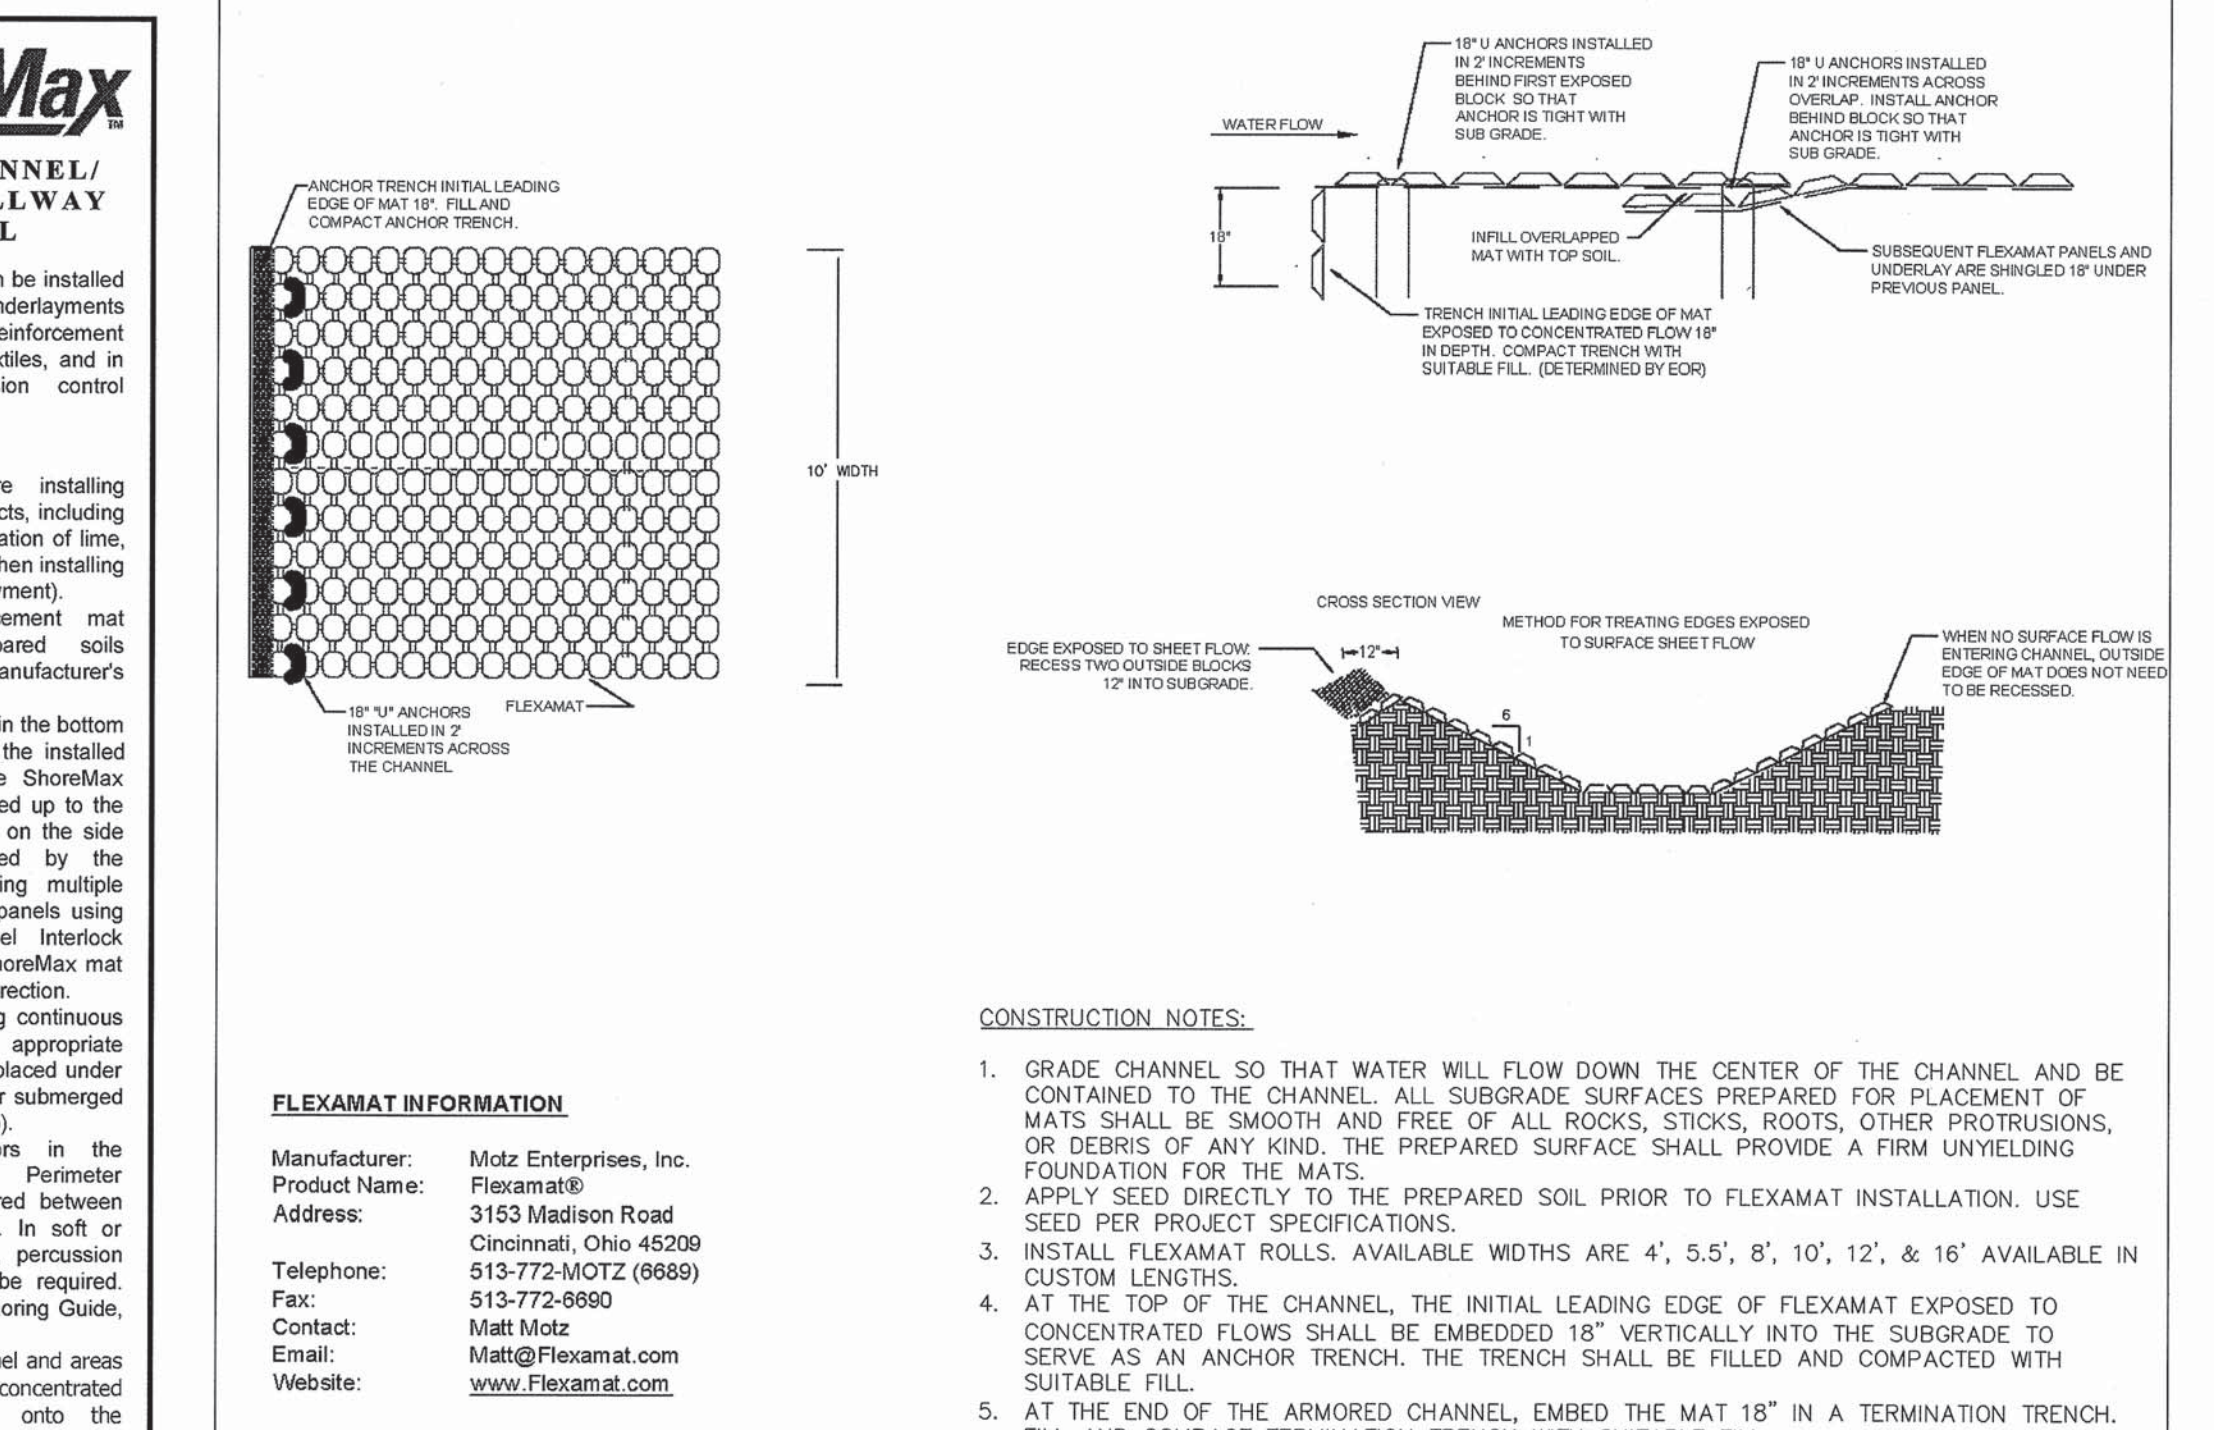 Max
TM
NNEL/
LLWAY
L
n be installed
nderlayments
einforcement
xtiles, and in
ion control
re installing
cts, including
ation of lime,
hen installing
yment).
cement mat
pared soils
anufacturer's
in the bottom
the installed
e ShoreMax
ed up to the
on the side
ed by the
ing multiple
panels using
el Interlock
horeMax mat
rection.
g continuous
appropriate
placed under
r submerged
).
ors in the
Perimeter
red between
. In soft or
percussion
be required.
oring Guide,
nel and areas
concentrated
onto the
ANCHOR TRENCH INITIAL LEADING
EDGE OF MAT 18". FILL AND
COMPACT ANCHOR TRENCH.
10' WIDTH
18" "U" ANCHORS
INSTALLED IN 2'
INCREMENTS ACROSS
THE CHANNEL
FLEXAMAT
18" U ANCHORS INSTALLED
IN 2' INCREMENTS
BEHIND FIRST EXPOSED
BLOCK SO THAT
ANCHOR IS TIGHT WITH
SUB GRADE.
18" U ANCHORS INSTALLED
IN 2' INCREMENTS ACROSS
OVERLAP. INSTALL ANCHOR
BEHIND BLOCK SO THAT
ANCHOR IS TIGHT WITH
SUB GRADE.
WATER FLOW
18"
INFILL OVERLAPPED
MAT WITH TOP SOIL.
SUBSEQUENT FLEXAMAT PANELS AND
UNDERLAY ARE SHINGLED 18" UNDER
PREVIOUS PANEL.
TRENCH INITIAL LEADING EDGE OF MAT
EXPOSED TO CONCENTRATED FLOW 18"
IN DEPTH. COMPACT TRENCH WITH
SUITABLE FILL. (DETERMINED BY EOR)
CROSS SECTION VIEW
METHOD FOR TREATING EDGES EXPOSED
TO SURFACE SHEET FLOW
EDGE EXPOSED TO SHEET FLOW:
RECESS TWO OUTSIDE BLOCKS
12" INTO SUBGRADE.
12"
6
1
WHEN NO SURFACE FLOW IS
ENTERING CHANNEL, OUTSIDE
EDGE OF MAT DOES NOT NEED
TO BE RECESSED.
FLEXAMAT INFORMATION
Manufacturer: Motz Enterprises, Inc.
Product Name: Flexamat®
Address: 3153 Madison Road
Cincinnati, Ohio 45209
Telephone: 513-772-MOTZ (6689)
Fax: 513-772-6690
Contact: Matt Motz
Email: Matt@Flexamat.com
Website: www.Flexamat.com
CONSTRUCTION NOTES:
1. GRADE CHANNEL SO THAT WATER WILL FLOW DOWN THE CENTER OF THE CHANNEL AND BE
CONTAINED TO THE CHANNEL. ALL SUBGRADE SURFACES PREPARED FOR PLACEMENT OF
MATS SHALL BE SMOOTH AND FREE OF ALL ROCKS, STICKS, ROOTS, OTHER PROTRUSIONS,
OR DEBRIS OF ANY KIND. THE PREPARED SURFACE SHALL PROVIDE A FIRM UNYIELDING
FOUNDATION FOR THE MATS.
2. APPLY SEED DIRECTLY TO THE PREPARED SOIL PRIOR TO FLEXAMAT INSTALLATION. USE
SEED PER PROJECT SPECIFICATIONS.
3. INSTALL FLEXAMAT ROLLS. AVAILABLE WIDTHS ARE 4', 5.5', 8', 10', 12', & 16' AVAILABLE IN
CUSTOM LENGTHS.
4. AT THE TOP OF THE CHANNEL, THE INITIAL LEADING EDGE OF FLEXAMAT EXPOSED TO
CONCENTRATED FLOWS SHALL BE EMBEDDED 18” VERTICALLY INTO THE SUBGRADE TO
SERVE AS AN ANCHOR TRENCH. THE TRENCH SHALL BE FILLED AND COMPACTED WITH
SUITABLE FILL.
5. AT THE END OF THE ARMORED CHANNEL, EMBED THE MAT 18” IN A TERMINATION TRENCH.